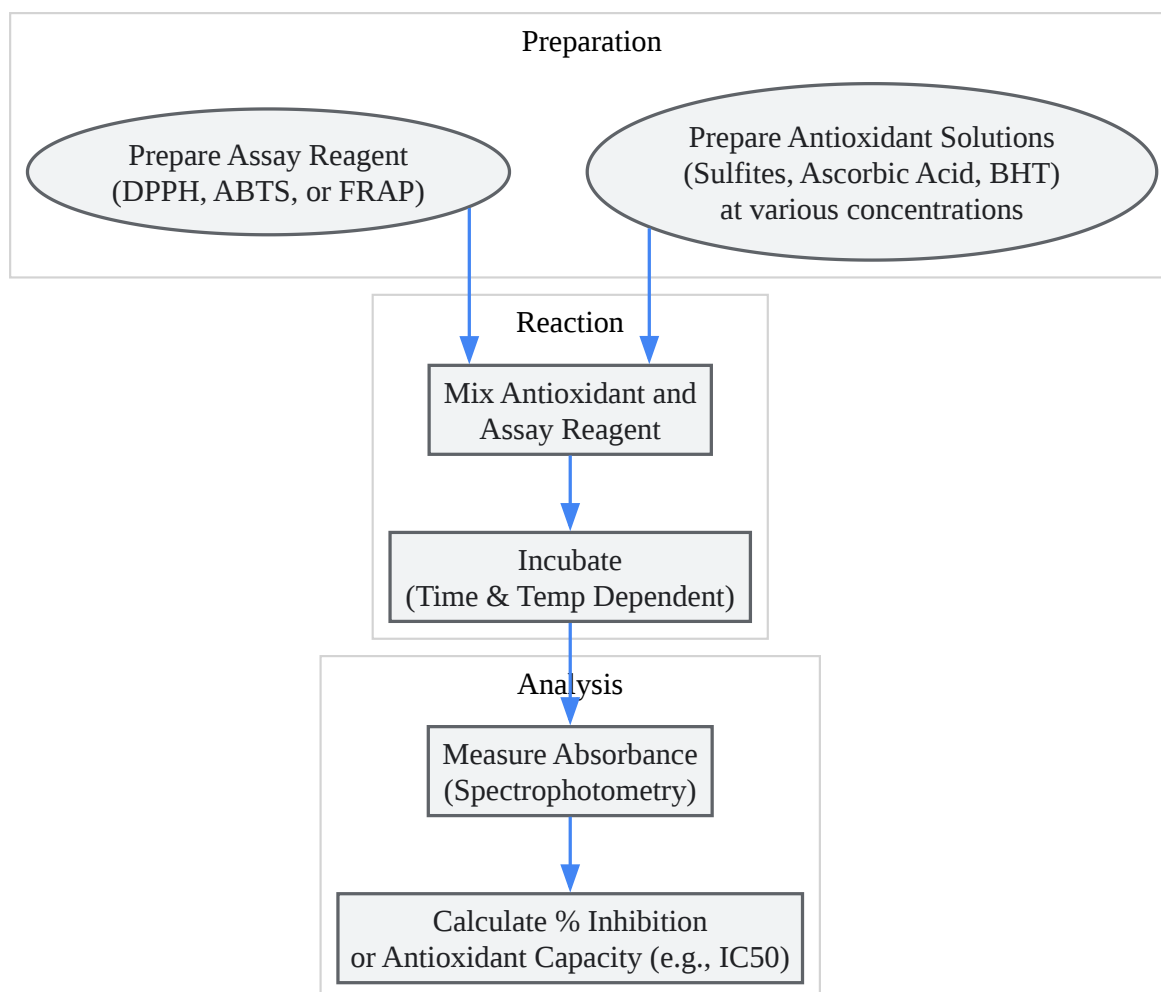 Preparation
Prepare Assay Reagent
(DPPH, ABTS, or FRAP)
Prepare Antioxidant Solutions
(Sulfites, Ascorbic Acid, BHT)
at various concentrations
Reaction
Mix Antioxidant and
Assay Reagent
Incubate
(Time & Temp Dependent)
Analysis
Measure Absorbance
(Spectrophotometry)
Calculate % Inhibition
or Antioxidant Capacity (e.g., IC50)